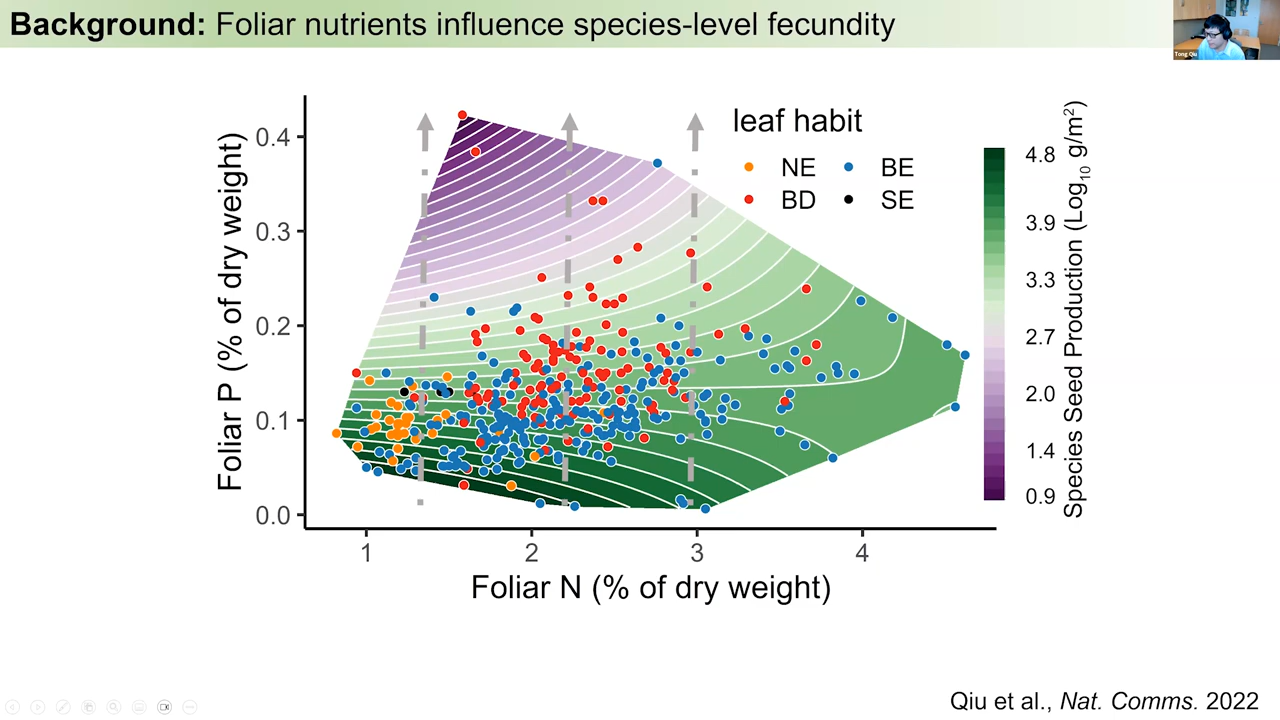 Background: Foliar nutrients influence species-level fecundity
Tong Qiu
leaf habit
NE
BE
BD
SE
Foliar P (% of dry weight)
0.4
0.3
0.2
0.1
0.0
1
2
3
4
Foliar N (% of dry weight)
4.8
3.9
3.3
2.7
2.0
1.4
0.9
Species Seed Production (Log₁₀ g/m²)
Qiu et al., Nat. Comms. 2022